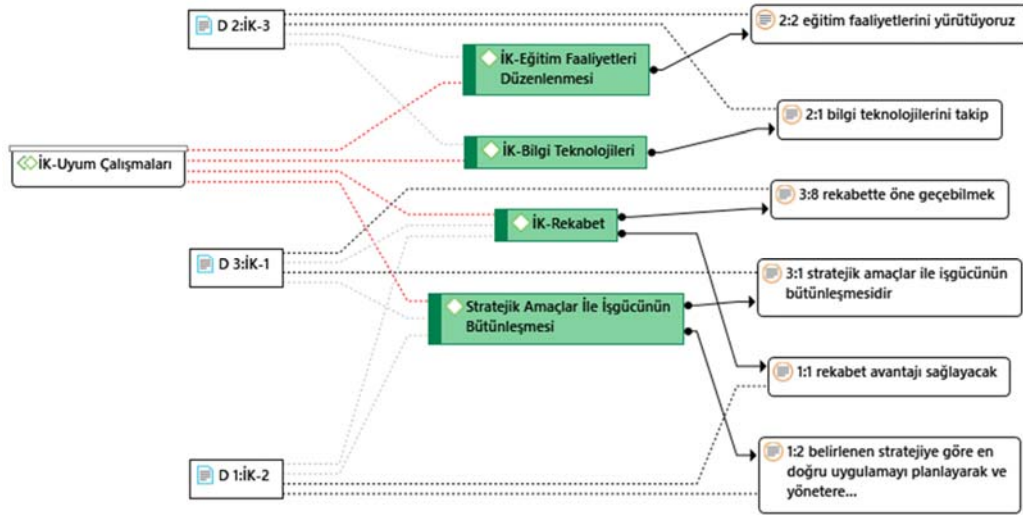 D 2:İK-3
2:2 eğitim faaliyetlerini yürütüyoruz
İK-Eğitim Faaliyetleri
Düzenlenmesi
2:1 bilgi teknolojilerini takip
İK-Bilgi Teknolojileri
İK-Uyum Çalışmaları
3:8 rekabette öne geçebilmek
İK-Rekabet
D 3:İK-1
3:1 stratejik amaçlar ile işgücünün
bütünleşmesidir
Stratejik Amaçlar İle İşgücünün
Bütünleşmesi
1:1 rekabet avantajı sağlayacak
D 1:İK-2
1:2 belirlenen stratejiye göre en
doğru uygulamayı planlayarak ve
yönetere...